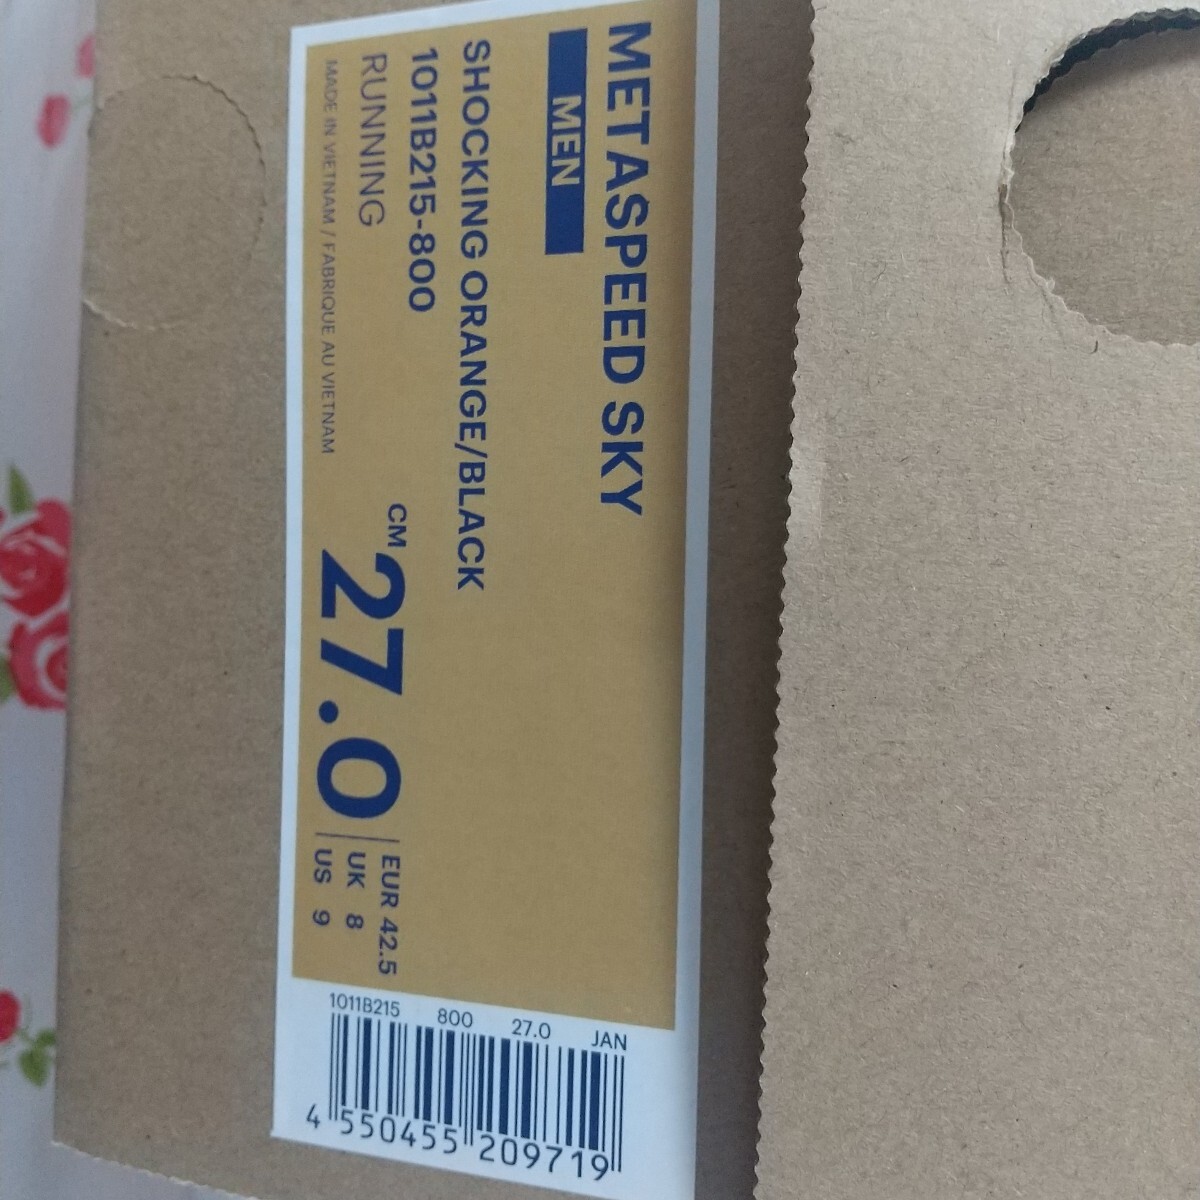 METASPEED SKY
MEN
SHOCKING ORANGE/BLACK
1011B215-800
RUNNING
MADE IN VIETNAM / FABRIQUE AU VIETNAM
CM 27.0
EUR 42.5
UK 8
US 9
1011B215 800 27.0 JAN
4 550455 209719